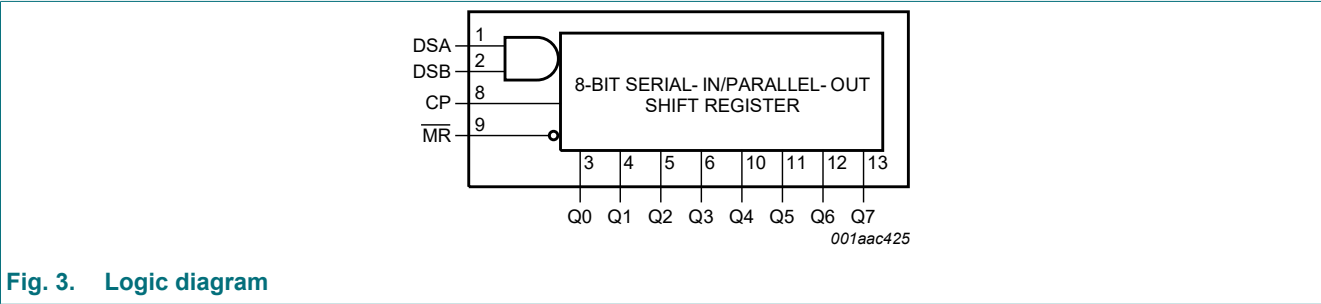 DSA 1
DSB 2
CP 8
MR 9
8-BIT SERIAL- IN/PARALLEL- OUT
SHIFT REGISTER
3 4 5 6 10 11 12 13
Q0 Q1 Q2 Q3 Q4 Q5 Q6 Q7
001aac425
Fig. 3. Logic diagram